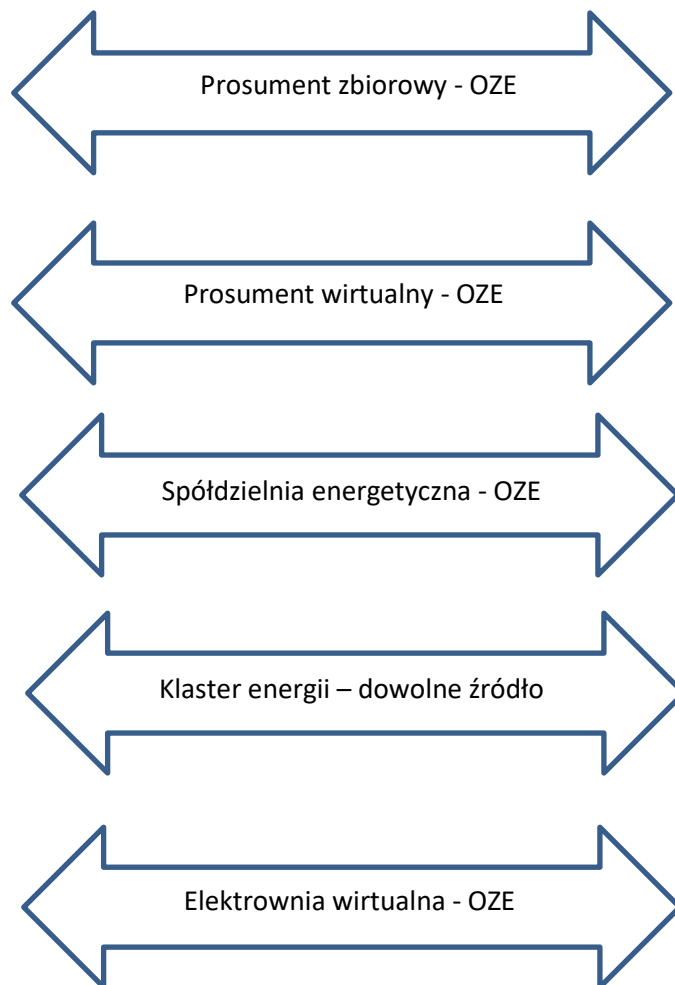 Prosument zbiorowy - OZE
Prosument wirtualny - OZE
Spółdzielnia energetyczna - OZE
Klaster energii – dowolne źródło
Elektrownia wirtualna - OZE